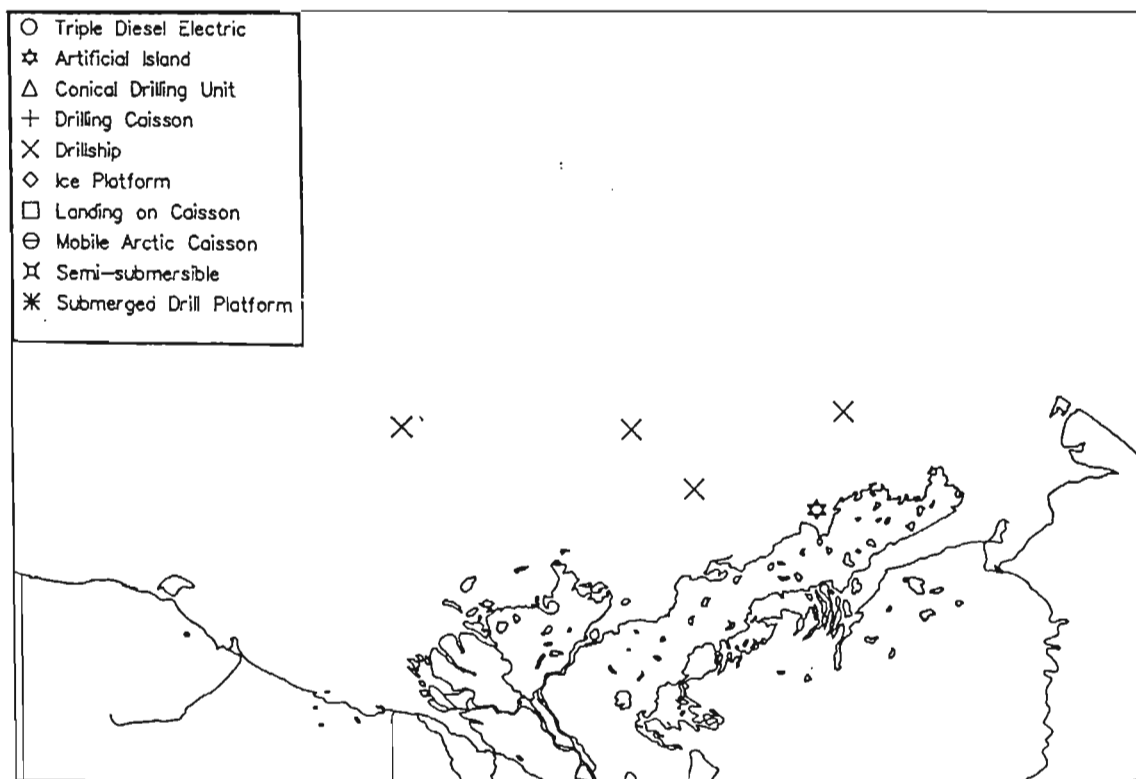 Triple Diesel Electric
Artificial Island
Conical Drilling Unit
Drilling Caisson
Drillship
Ice Platform
Landing on Caisson
Mobile Arctic Caisson
Semi-submersible
Submerged Drill Platform